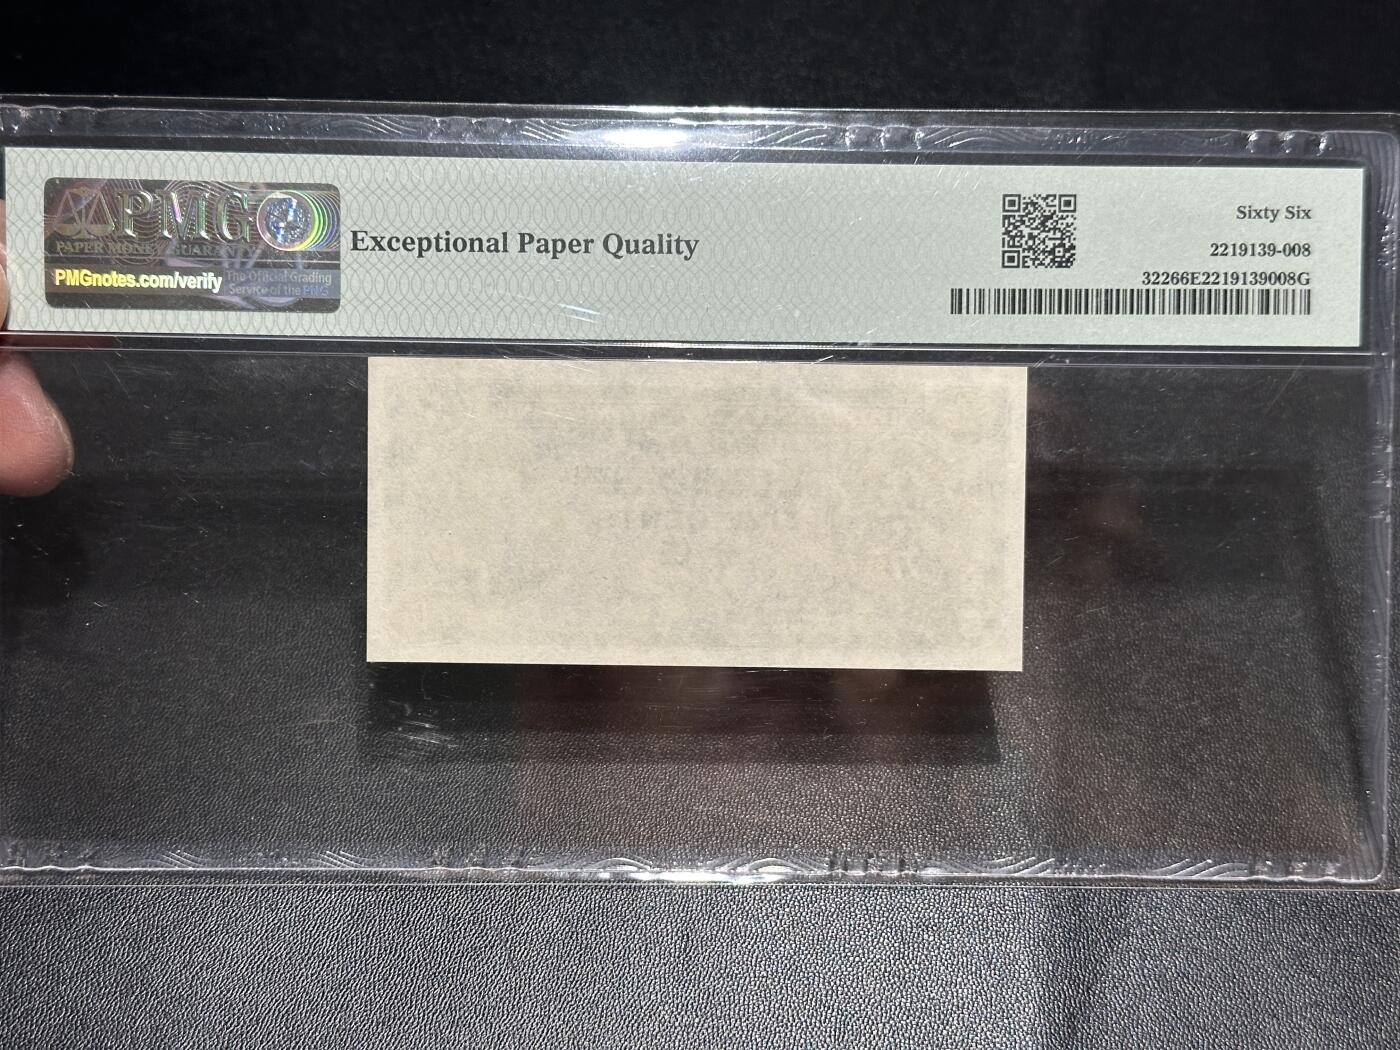 PMG
PAPER MONEY GUARANTY
PMGnotes.com/verify
The Official Grading
Service of the PNG
Exceptional Paper Quality
Sixty Six
2219139-008
32266E2219139008G